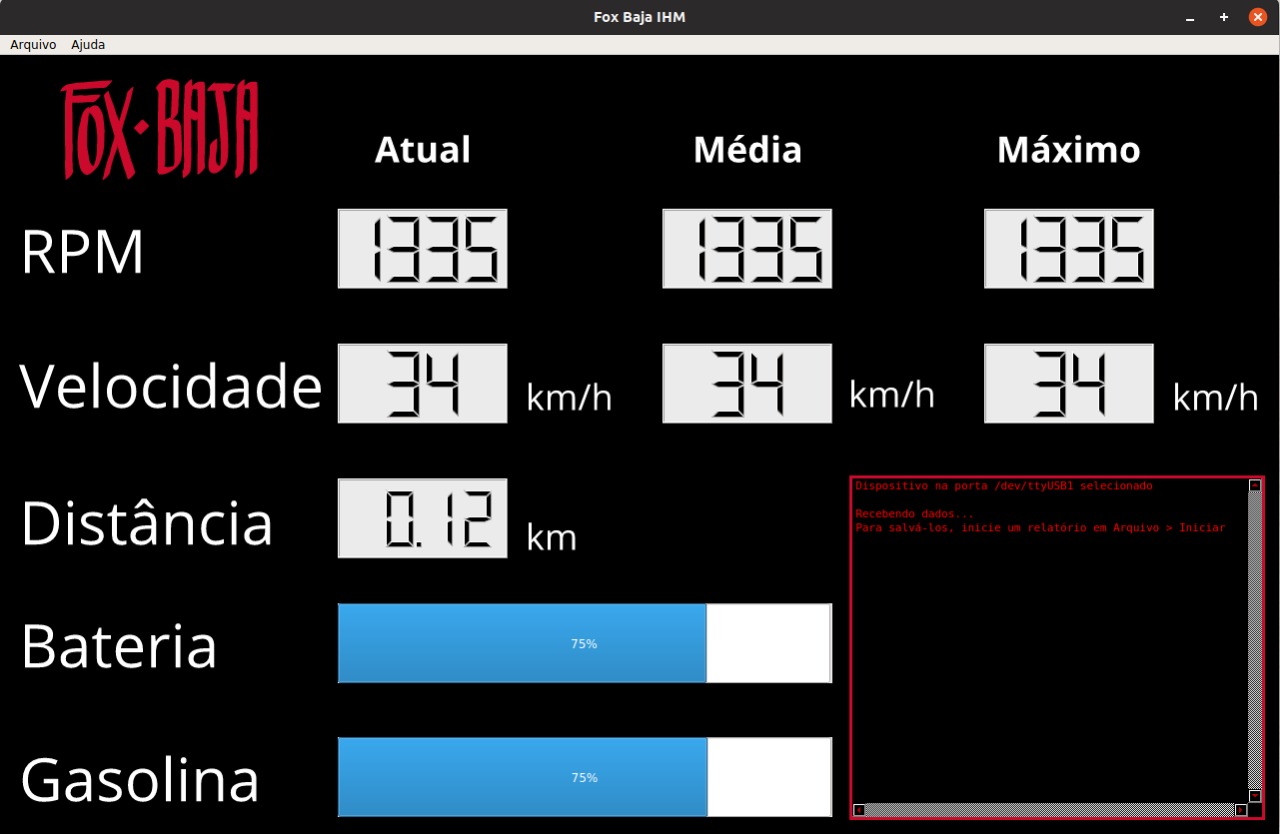 Fox Baja IHM
Arquivo Ajuda
FOX·BAJA
Atual Média Máximo
RPM 1335 1335 1335
Velocidade 34 km/h 34 km/h 34 km/h
Distância 0.12 km
Dispositivo na porta /dev/ttyUSB1 selecionado
Recebendo dados...
Para salvá-los, inicie um relatório em Arquivo > Iniciar
Bateria 75%
Gasolina 75%